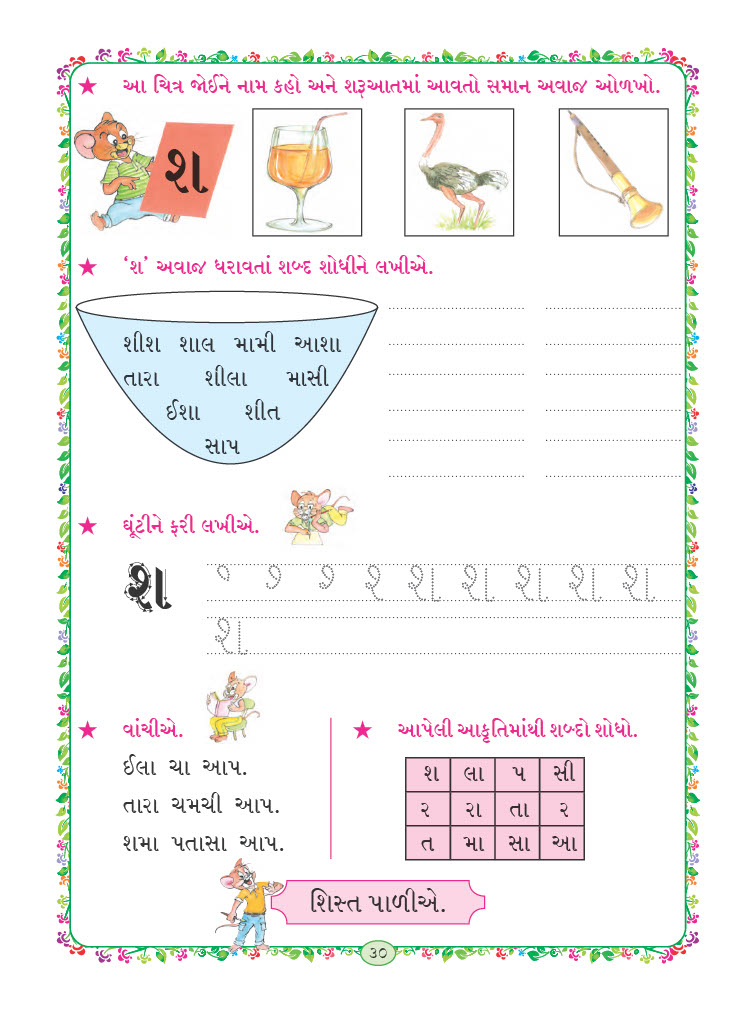 આ ચિત્ર જોઈને નામ કહો અને શરૂઆતમાં આવતો સમાન અવાજ ઓળખો.
શ
‘શ’ અવાજ ધરાવતાં શબ્દ શોધીને લખીએ.
શીશ શાલ મામી આશા
તારા શીલા માસી
ઈશા શીત
સાપ
ઘૂંટીને ફરી લખીએ.
શ શ શ શ શ શ
શ
વાંચીએ.
ઈલા ચા આપ.
તારા ચમચી આપ.
શમા પતાસા આપ.
આપેલી આકૃતિમાંથી શબ્દો શોધો.
શ લા પ સી
ર રા તા ર
ત મા સા આ
શિસ્ત પાળીએ.
૩૦